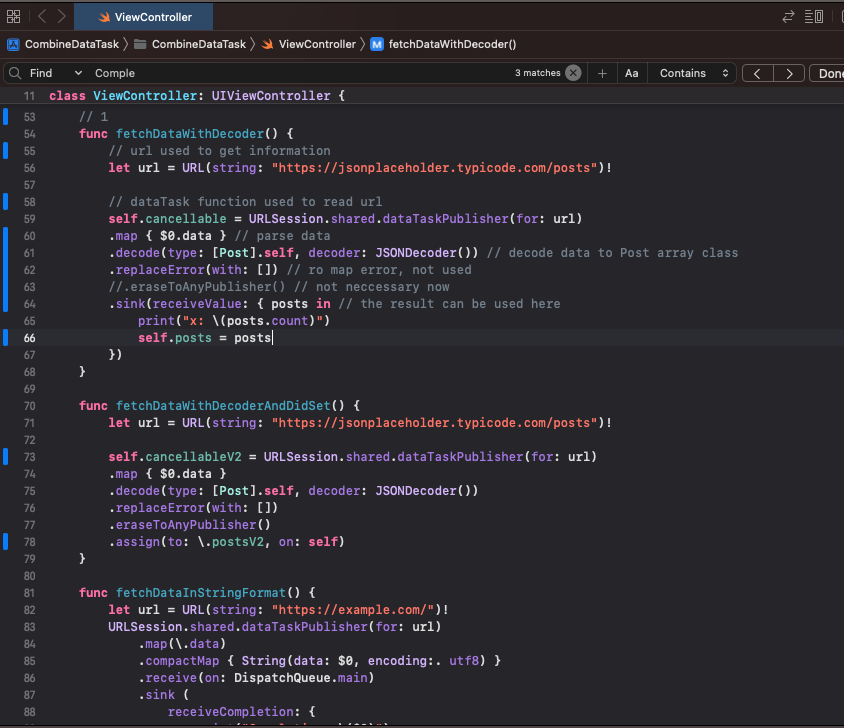 ViewController
CombineDataTask > CombineDataTask > ViewController > M fetchDataWithDecoder()
Find Comple 3 matches + Aa Contains < > Done
11 class ViewController: UIViewController {
53 // 1
54 func fetchDataWithDecoder() {
55 // url used to get information
56 let url = URL(string: "https://jsonplaceholder.typicode.com/posts")!
57
58 // dataTask function used to read url
59 self.cancellable = URLSession.shared.dataTaskPublisher(for: url)
60 .map { $0.data } // parse data
61 .decode(type: [Post].self, decoder: JSONDecoder()) // decode data to Post array class
62 .replaceError(with: []) // ro map error, not used
63 //.eraseToAnyPublisher() // not neccessary now
64 .sink(receiveValue: { posts in // the result can be used here
65 print("x: \(posts.count)")
66 self.posts = posts
67 })
68 }
69
70 func fetchDataWithDecoderAndDidSet() {
71 let url = URL(string: "https://jsonplaceholder.typicode.com/posts")!
72
73 self.cancellableV2 = URLSession.shared.dataTaskPublisher(for: url)
74 .map { $0.data }
75 .decode(type: [Post].self, decoder: JSONDecoder())
76 .replaceError(with: [])
77 .eraseToAnyPublisher()
78 .assign(to: \.postsV2, on: self)
79 }
80
81 func fetchDataInStringFormat() {
82 let url = URL(string: "https://example.com/")!
83 URLSession.shared.dataTaskPublisher(for: url)
84 .map(\.data)
85 .compactMap { String(data: $0, encoding:. utf8) }
86 .receive(on: DispatchQueue.main)
87 .sink (
88 receiveCompletion: {